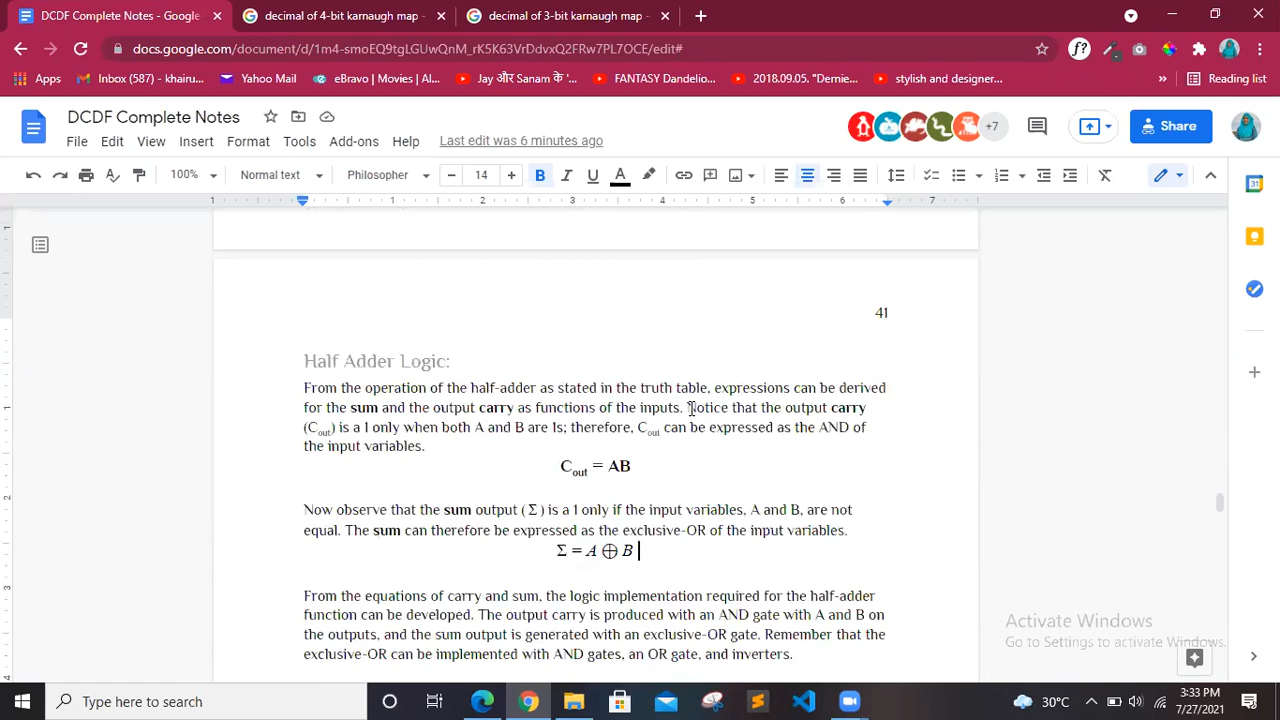 DCDF Complete Notes - Google
decimal of 4-bit karnaugh map -
decimal of 3-bit karnaugh map -
docs.google.com/document/d/1m4-smoEQ9tgLGUwQnM_rK5K63VrDdvxQ2FRw7PL7OCE/edit#
Apps
Inbox (587) - khairu...
Yahoo Mail
eBravo | Movies | Al...
Jay और Sanam के '...
FANTASY Dandelio...
2018.09.05. "Dernie...
stylish and designer...
»
Reading list
DCDF Complete Notes
+7
Share
File Edit View Insert Format Tools Add-ons Help Last edit was 6 minutes ago
100% Normal text Philosopher 14 B I U A
1 1 2 3 4 5 6 7
41
Half Adder Logic:
From the operation of the half-adder as stated in the truth table, expressions can be derived
for the sum and the output carry as functions of the inputs. Notice that the output carry
(Cout) is a 1 only when both A and B are 1s; therefore, Cout can be expressed as the AND of
the input variables.
Cout = AB
Now observe that the sum output (Σ) is a 1 only if the input variables, A and B, are not
equal. The sum can therefore be expressed as the exclusive-OR of the input variables.
Σ = A ⊕ B
From the equations of carry and sum, the logic implementation required for the half-adder
function can be developed. The output carry is produced with an AND gate with A and B on
the outputs, and the sum output is generated with an exclusive-OR gate. Remember that the
exclusive-OR can be implemented with AND gates, an OR gate, and inverters.
Activate Windows
Go to Settings to activate Windows.
Type here to search
30°C
3:33 PM
7/27/2021